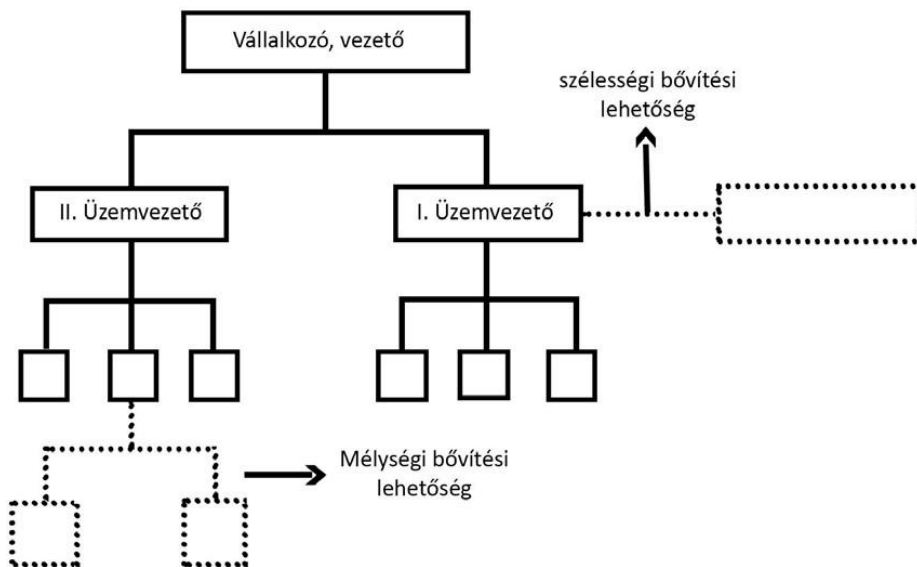 Vállalkozó, vezető
szélességi bővítési
lehetőség
II. Üzemvezető
I. Üzemvezető
Mélységi bővítési
lehetőség